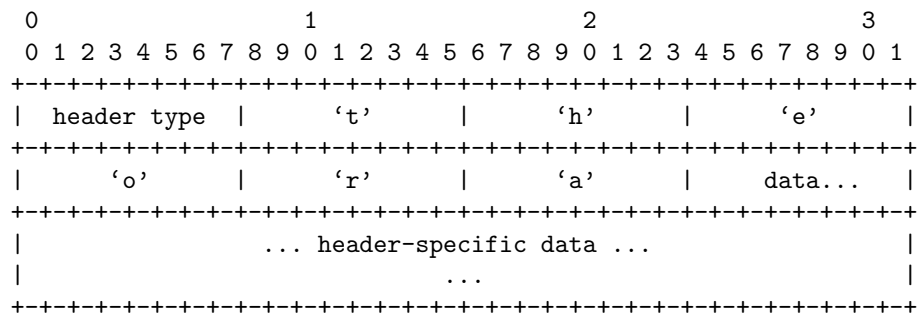 0                   1                   2                   3
 0 1 2 3 4 5 6 7 8 9 0 1 2 3 4 5 6 7 8 9 0 1 2 3 4 5 6 7 8 9 0 1
+-+-+-+-+-+-+-+-+-+-+-+-+-+-+-+-+-+-+-+-+-+-+-+-+-+-+-+-+-+-+-+-+
|  header type  |      ‘t’      |      ‘h’      |      ‘e’      |
+-+-+-+-+-+-+-+-+-+-+-+-+-+-+-+-+-+-+-+-+-+-+-+-+-+-+-+-+-+-+-+-+
|      ‘o’      |      ‘r’      |      ‘a’      |     data...   |
+-+-+-+-+-+-+-+-+-+-+-+-+-+-+-+-+-+-+-+-+-+-+-+-+-+-+-+-+-+-+-+-+
|                 ... header-specific data ...                  |
|                              ...                              |
+-+-+-+-+-+-+-+-+-+-+-+-+-+-+-+-+-+-+-+-+-+-+-+-+-+-+-+-+-+-+-+-+